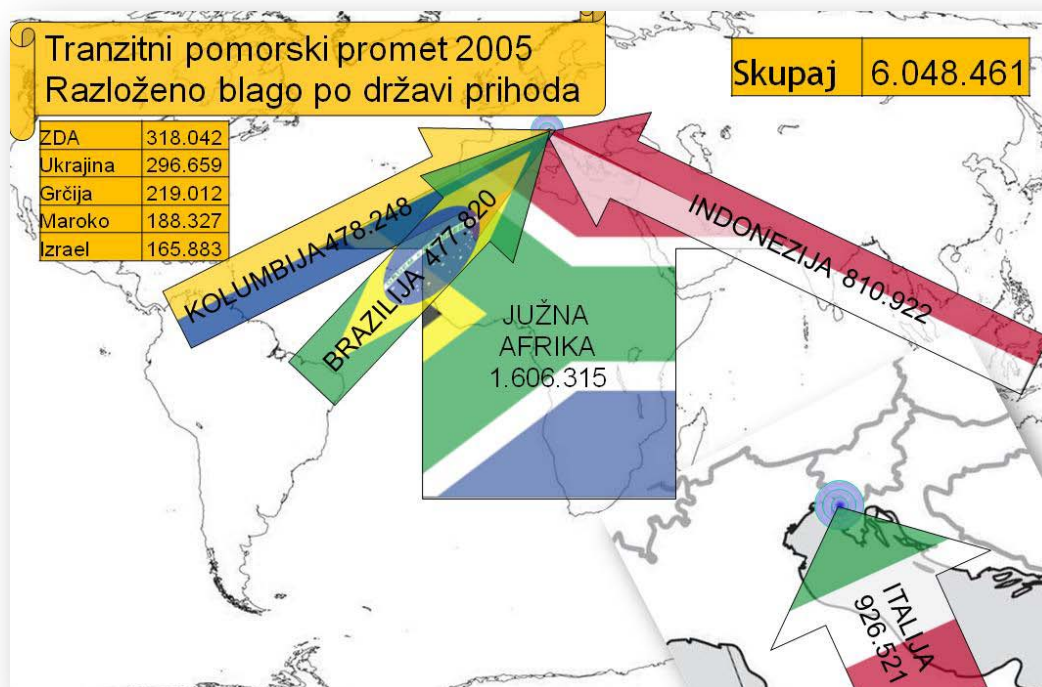 Tranzitni pomorski promet 2005
Razloženo blago po državi prihoda
Skupaj 6.048.461
ZDA 318.042
Ukrajina 296.659
Grčija 219.012
Maroko 188.327
Izrael 165.883
KOLUMBIJA 478.248
BRAZILIJA 477.820
INDONEZIJA 810.922
JUŽNA
AFRIKA
1.606.315
ITALIJA
926.521